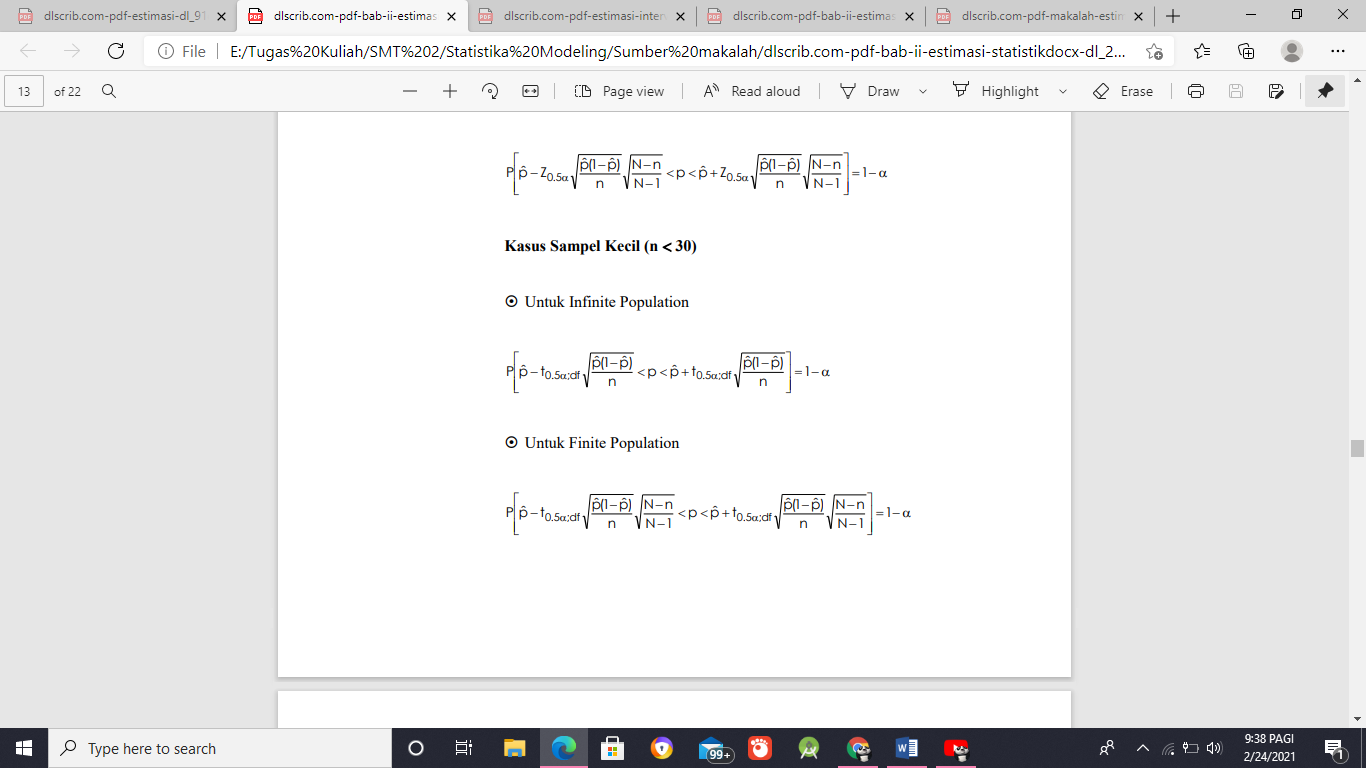 dlscrib.com-pdf-estimasi-dl_91
dlscrib.com-pdf-bab-ii-estimas
dlscrib.com-pdf-estimasi-inter
dlscrib.com-pdf-bab-ii-estimas
dlscrib.com-pdf-makalah-estim
File | E:/Tugas%20Kuliah/SMT%202/Statistika%20Modeling/Sumber%20makalah/dlscrib.com-pdf-bab-ii-estimasi-statistikdocx-dl_2...
13 of 22 Page view Read aloud Draw Highlight Erase
P[p̂−Z0.5α√(p̂(1−p̂)/n)√(N−n/N−1) <p<p̂+Z0.5α√(p̂(1−p̂)/n)√(N−n/N−1)]=1−α
Kasus Sampel Kecil (n < 30)
⦿ Untuk Infinite Population
P[p̂−t0.5α;df√(p̂(1−p̂)/n) <p<p̂+t0.5α;df√(p̂(1−p̂)/n)]=1−α
⦿ Untuk Finite Population
P[p̂−t0.5α;df√(p̂(1−p̂)/n)√(N−n/N−1) <p<p̂+t0.5α;df√(p̂(1−p̂)/n)√(N−n/N−1)]=1−α
Type here to search
99+
9:38 PAGI
2/24/2021
1